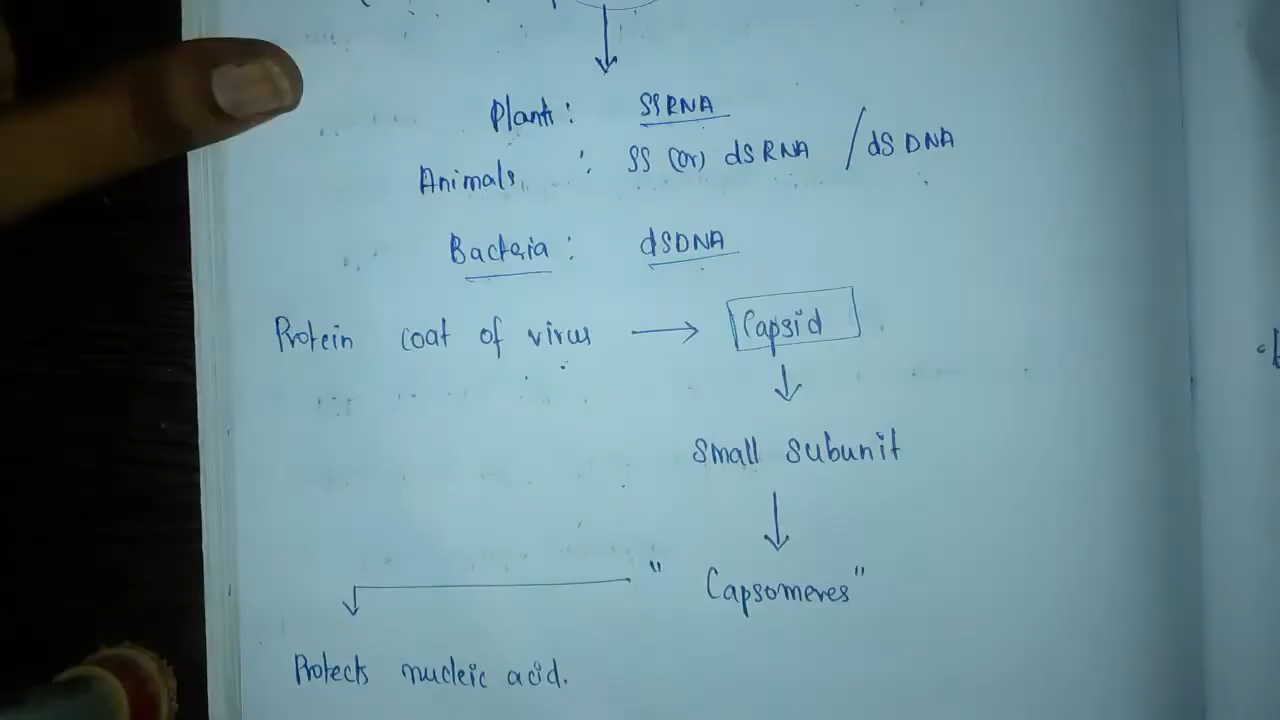 Plants : SSRNA
Animals : SS (or) dSRNA / dSDNA
Bacteria : dSDNA
Protein coat of virus → Capsid
Small Subunit
" Capsomeres"
Protects nucleic acid.